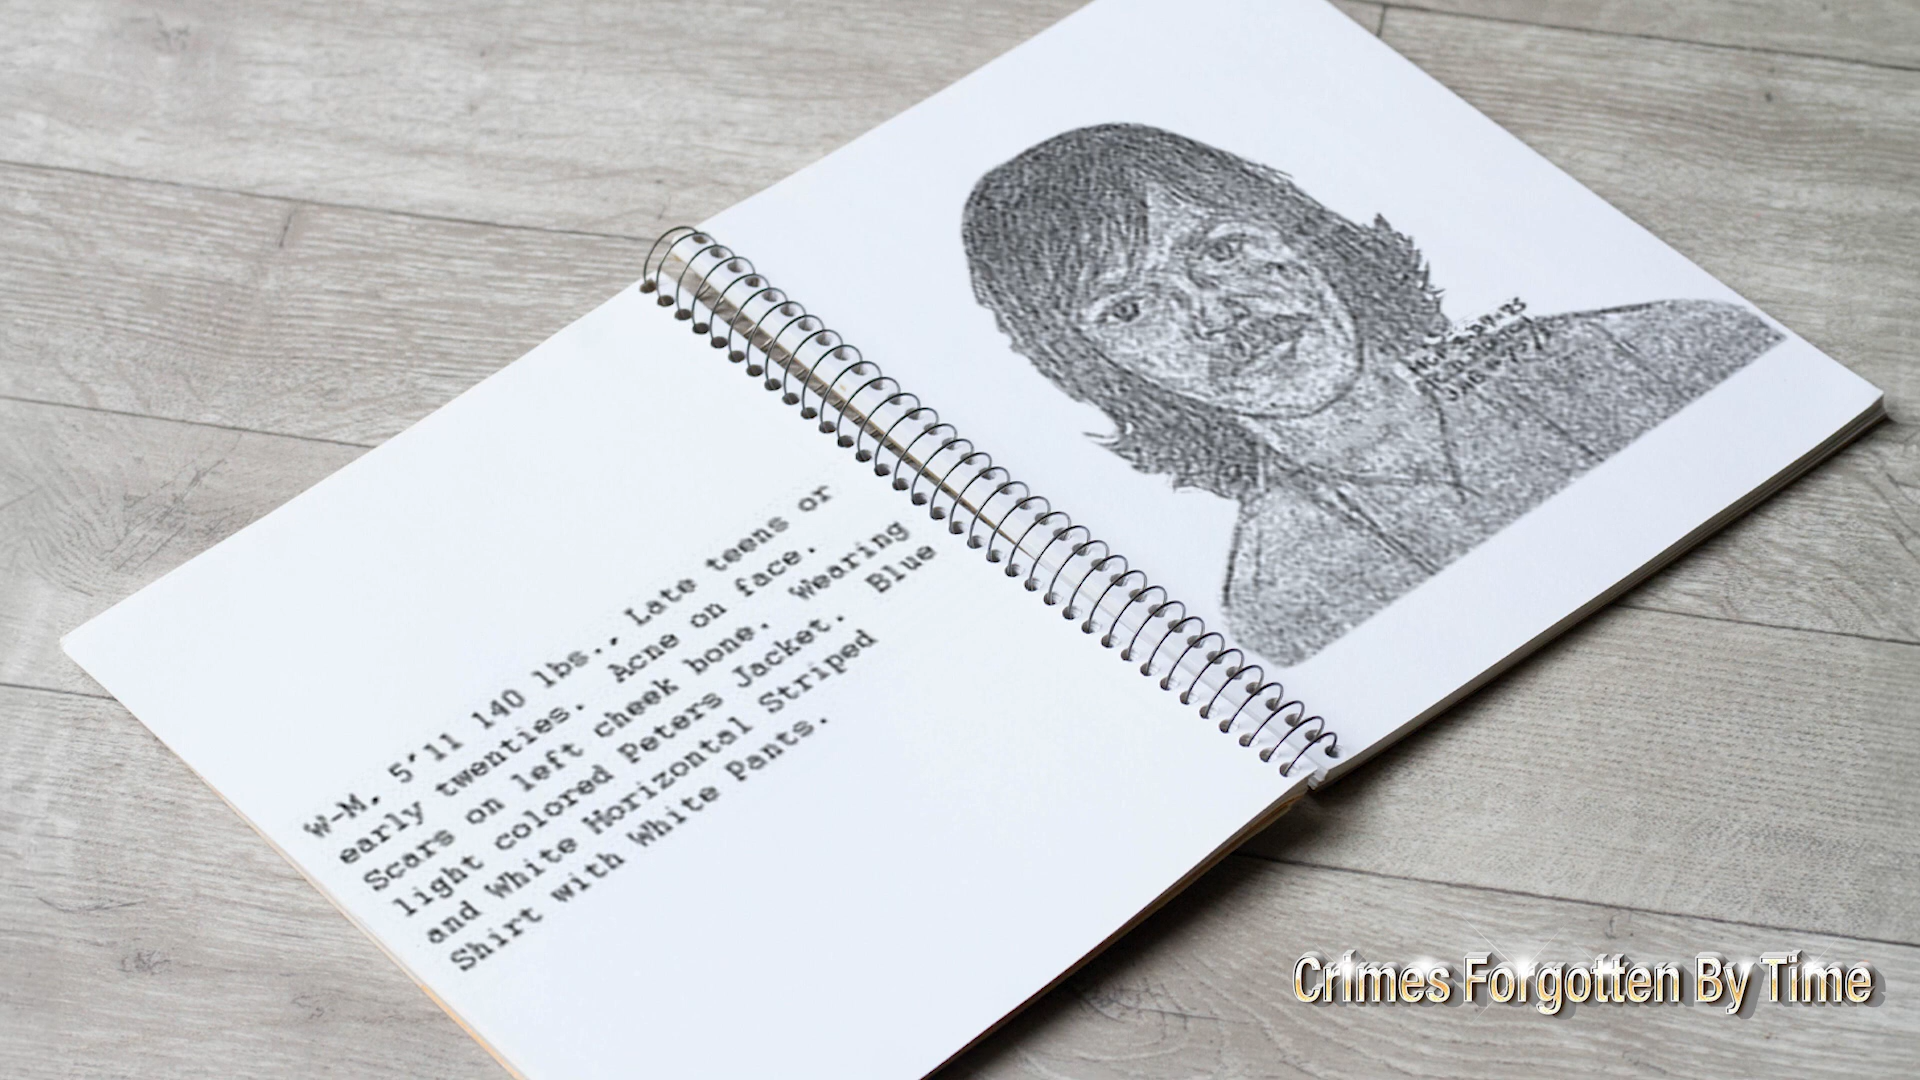 W-M. 5'11 140 lbs.. Late teens or
early twenties. Acne on face.
Scars on left cheek bone. Wearing
light colored Peters Jacket. Blue
and White Horizontal Striped
Shirt with White Pants.
Crimes Forgotten By Time